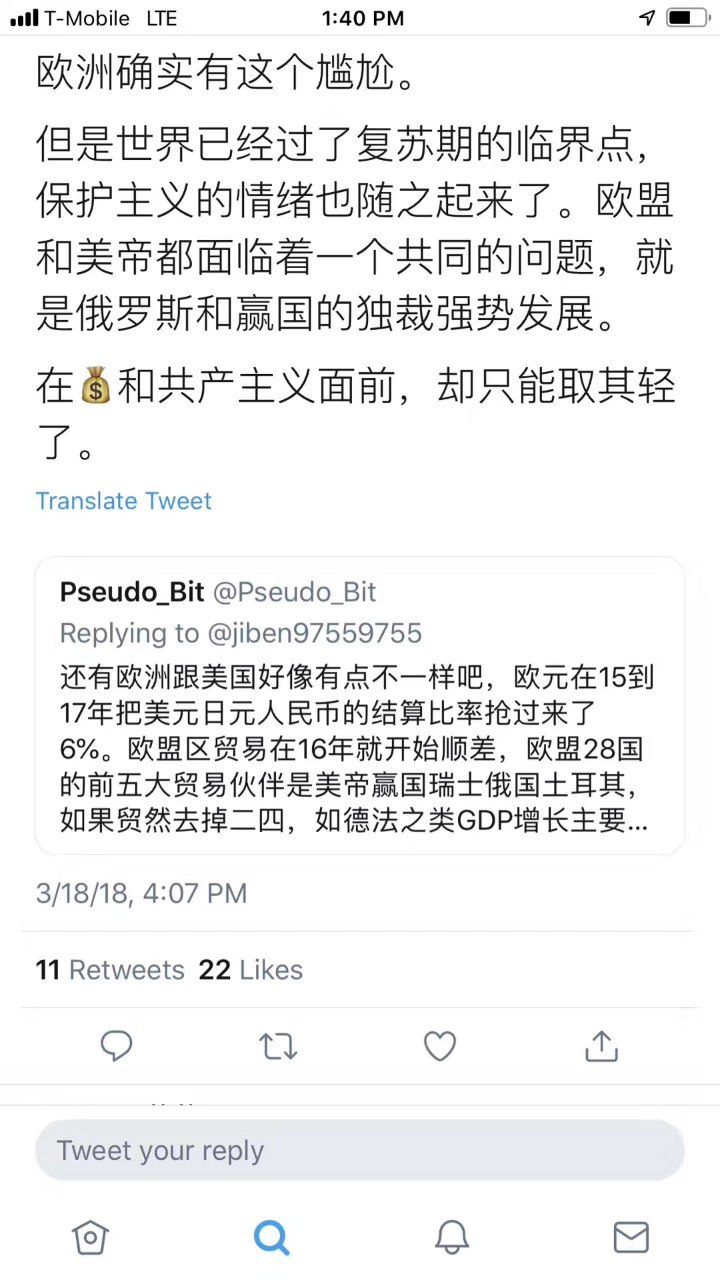 T-Mobile LTE 1:40 PM
欧洲确实有这个尴尬。
但是世界已经过了复苏期的临界点，
保护主义的情绪也随之起来了。欧盟
和美帝都面临着一个共同的问题，就
是俄罗斯和赢国的独裁强势发展。
在💰和共产主义面前，却只能取其轻
了。
Translate Tweet
Pseudo_Bit @Pseudo_Bit
Replying to @jiben97559755
还有欧洲跟美国好像有点不一样吧，欧元在15到
17年把美元日元人民币的结算比率抢过来了
6%。欧盟区贸易在16年就开始顺差，欧盟28国
的前五大贸易伙伴是美帝赢国瑞士俄国土耳其，
如果贸然去掉二四，如德法之类GDP增长主要...
3/18/18, 4:07 PM
11 Retweets 22 Likes
Tweet your reply